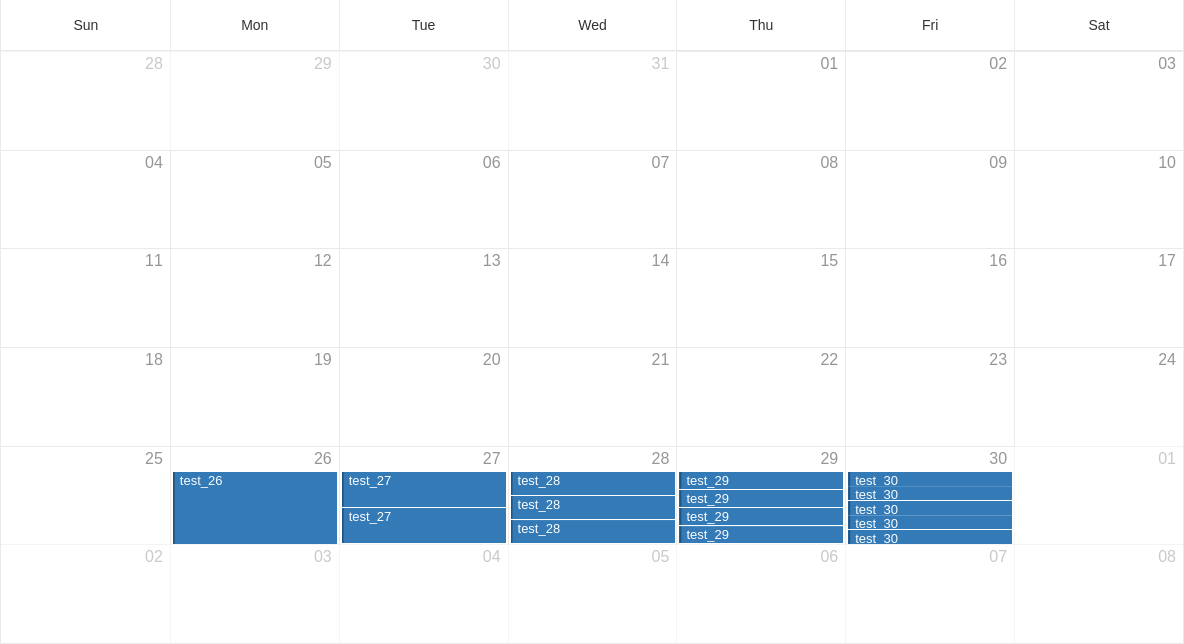 Sun Mon Tue Wed Thu Fri Sat
28 29 30 31 01 02 03
04 05 06 07 08 09 10
11 12 13 14 15 16 17
18 19 20 21 22 23 24
25 26 27 28 29 30 01
test_26 test_27 test_28 test_29 test_30
test_30
test_29
test_28
test_30
test_27 test_29
test_30
test_28 test_29
test_30
02 03 04 05 06 07 08